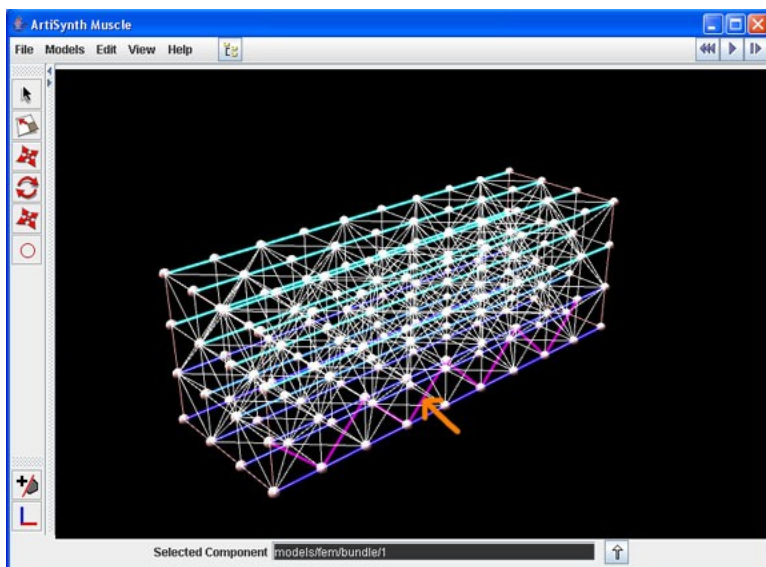 ArtiSynth Muscle
File Models Edit View Help
Selected Component models/fem/bundle/1